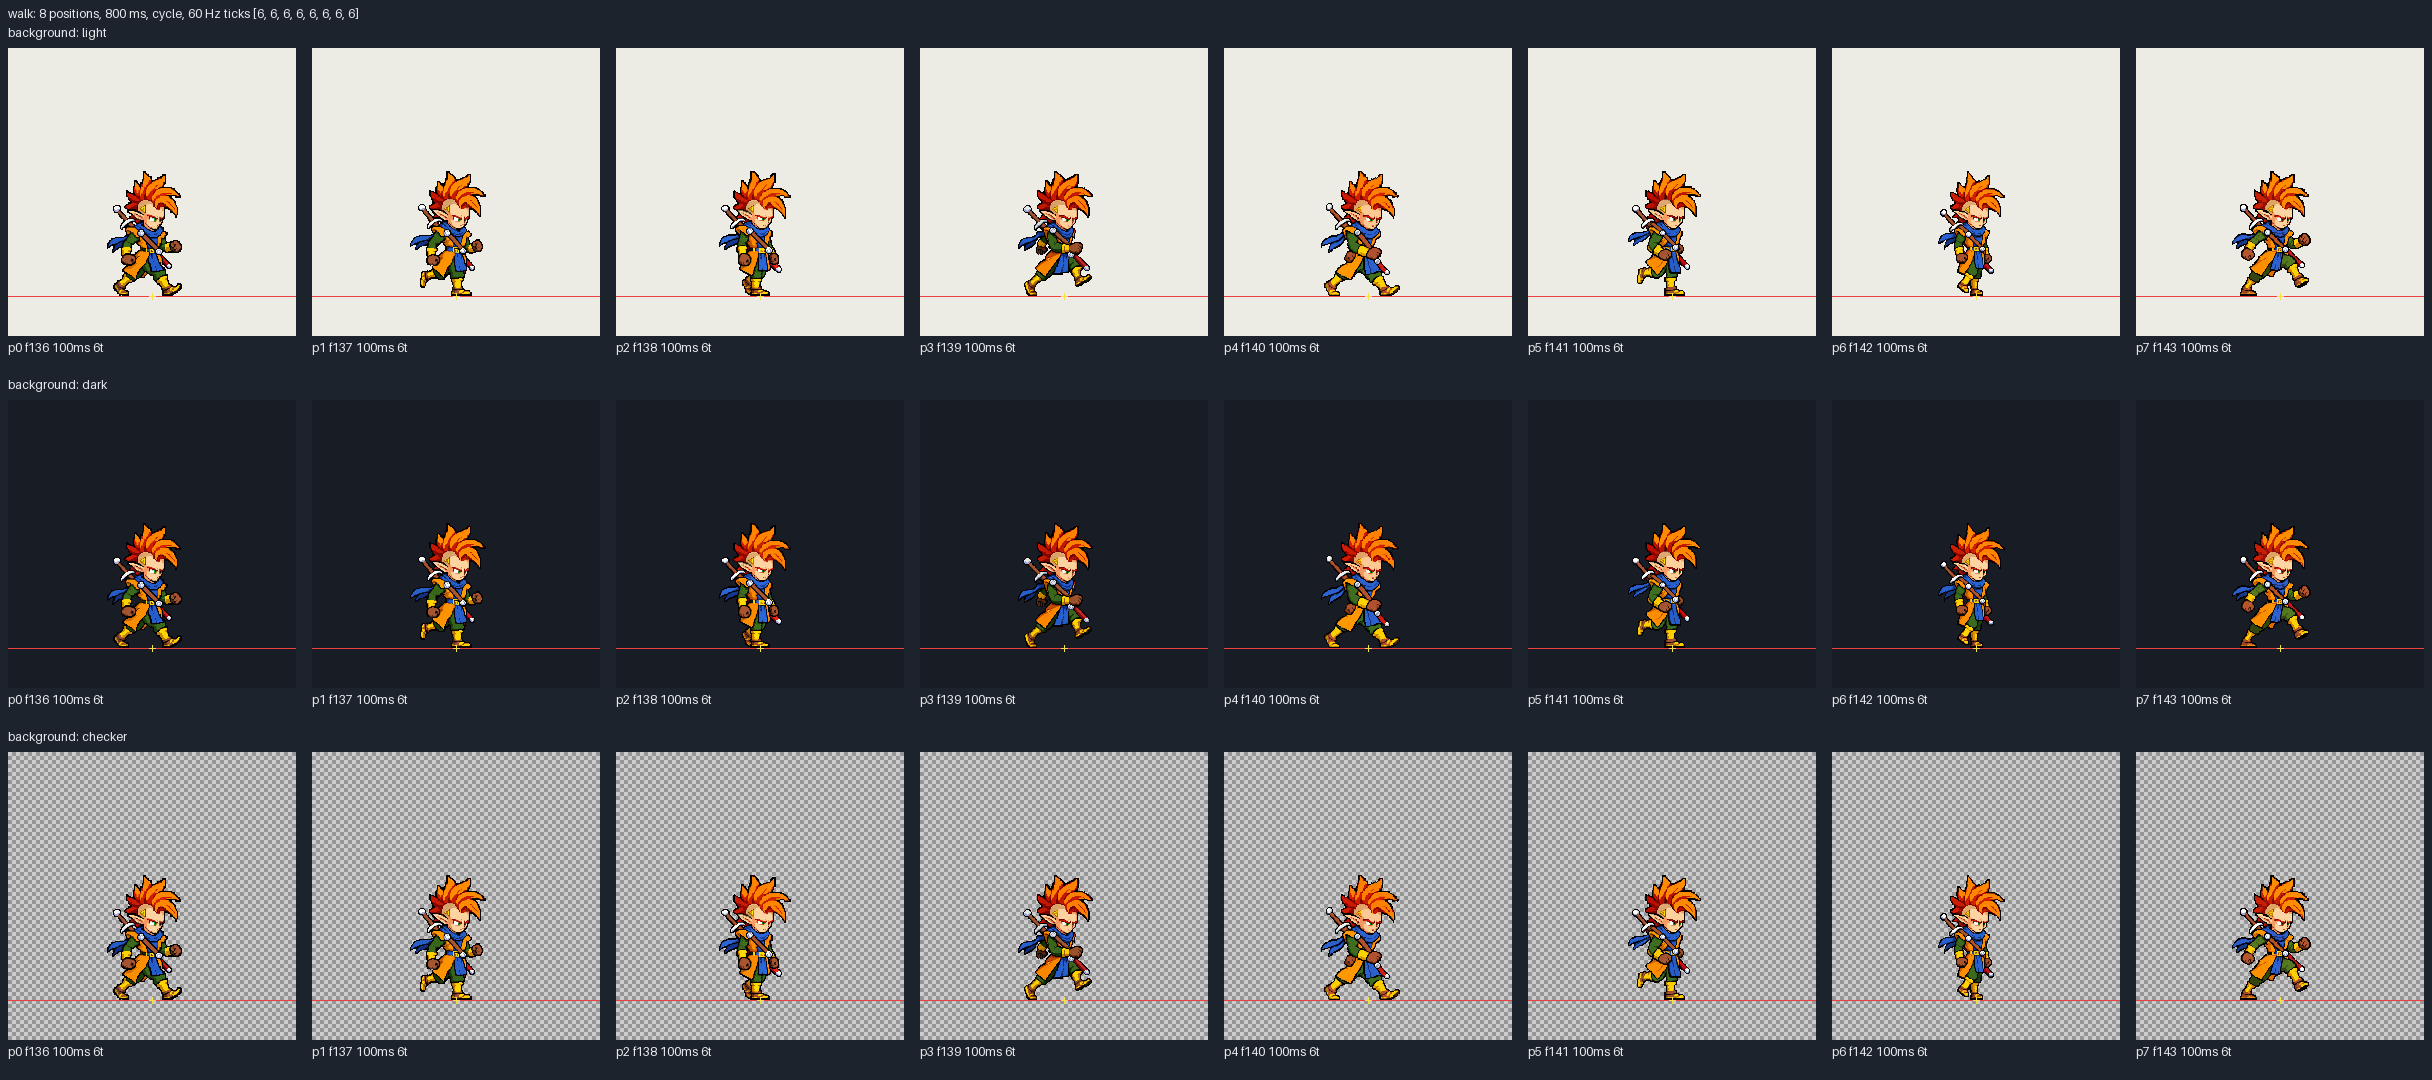 walk: 8 positions, 800 ms, cycle, 60 Hz ticks [6, 6, 6, 6, 6, 6, 6, 6]
background: light
p0 f136 100ms 6t
p1 f137 100ms 6t
p2 f138 100ms 6t
p3 f139 100ms 6t
p4 f140 100ms 6t
p5 f141 100ms 6t
p6 f142 100ms 6t
p7 f143 100ms 6t
background: dark
p0 f136 100ms 6t
p1 f137 100ms 6t
p2 f138 100ms 6t
p3 f139 100ms 6t
p4 f140 100ms 6t
p5 f141 100ms 6t
p6 f142 100ms 6t
p7 f143 100ms 6t
background: checker
p0 f136 100ms 6t
p1 f137 100ms 6t
p2 f138 100ms 6t
p3 f139 100ms 6t
p4 f140 100ms 6t
p5 f141 100ms 6t
p6 f142 100ms 6t
p7 f143 100ms 6t